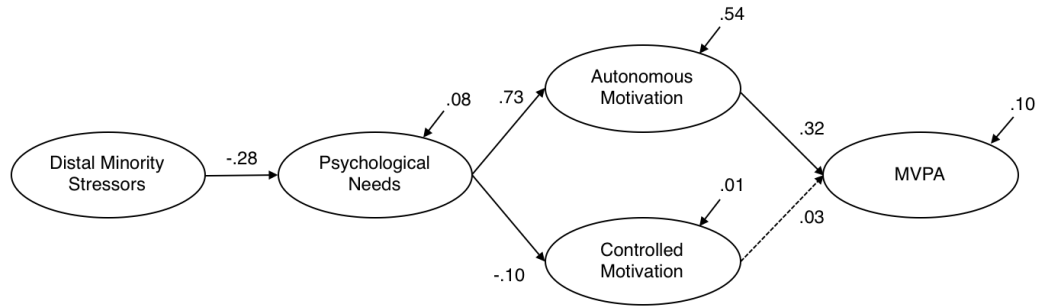 .54
Autonomous
Motivation
.08
.73
.10
.32
-.28
Distal Minority
Stressors
Psychological
Needs
MVPA
.01
.03
-.10
Controlled
Motivation